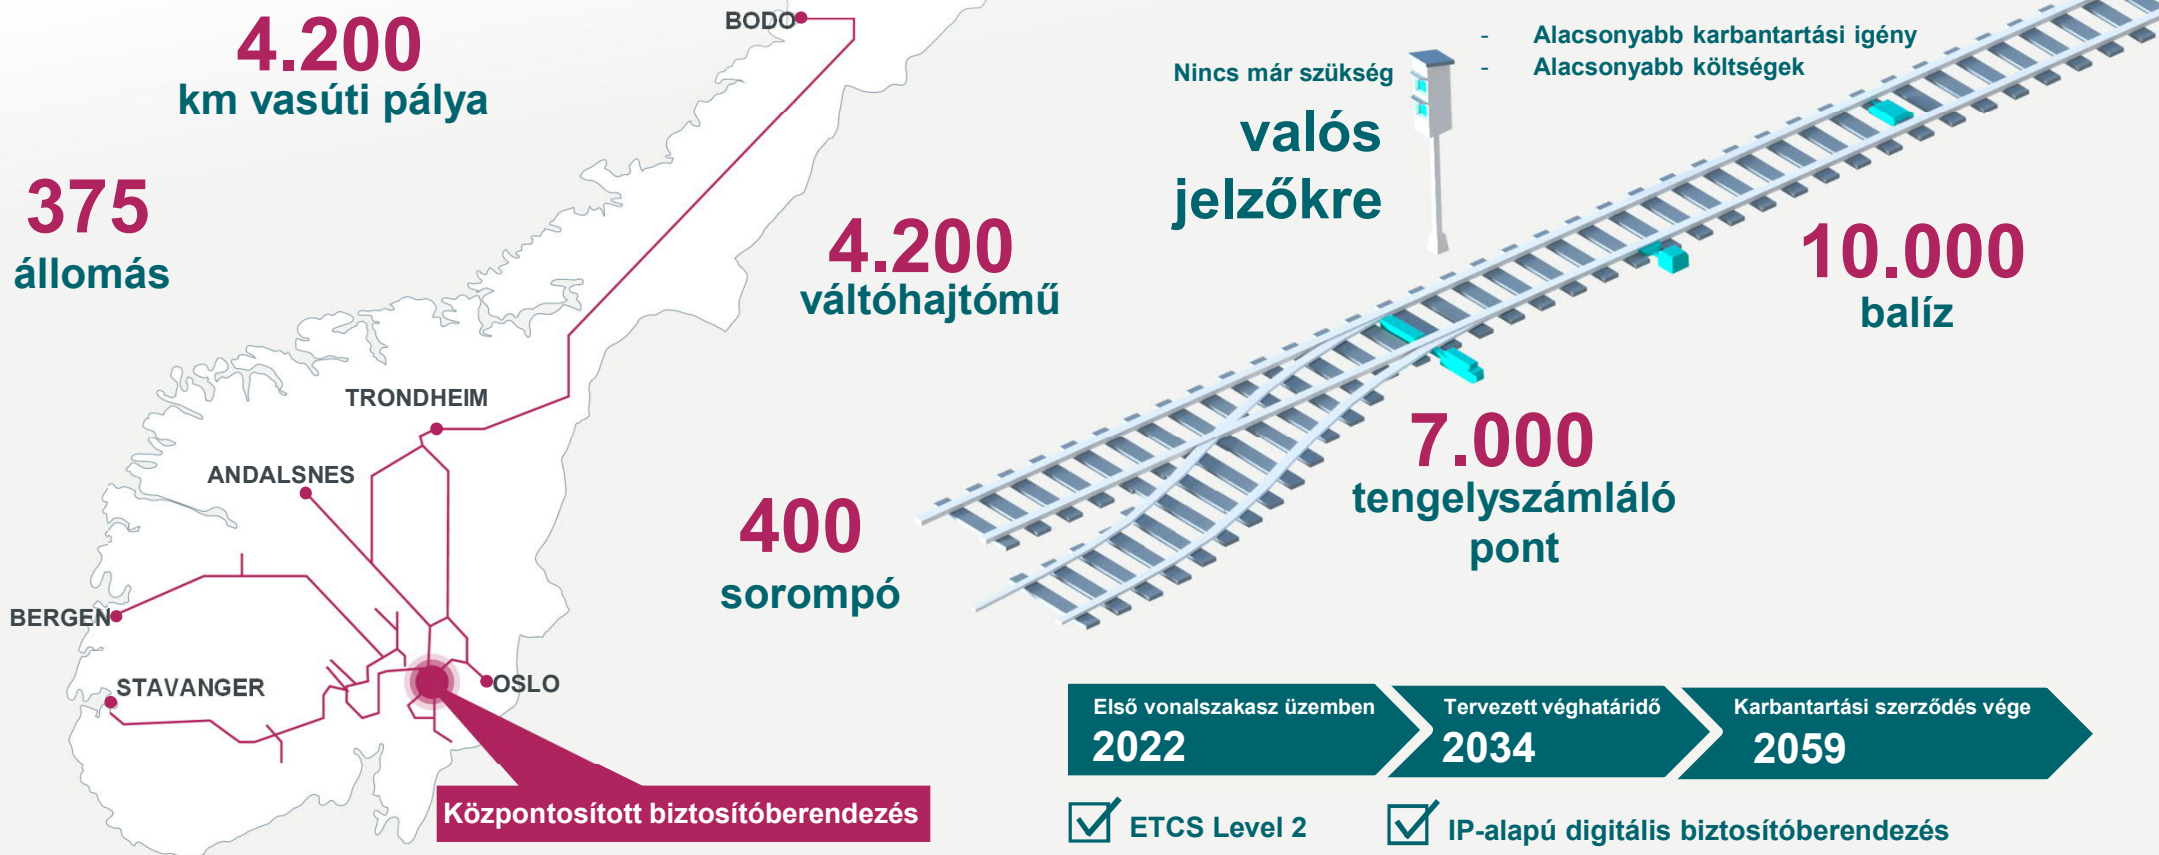 4.200
km vasúti pálya
375
állomás
BODO
TRONDHEIM
ANDALSNES
BERGEN
STAVANGER
OSLO
Központosított biztosítóberendezés
4.200
váltóhajtómű
400
sorompó
Nincs már szükség
valós
jelzőkre
- Alacsonyabb karbantartási igény
- Alacsonyabb költségek
10.000
balíz
7.000
tengelyszámláló
pont
Első vonalszakasz üzemben
2022
Tervezett véghatáridő
2034
Karbantartási szerződés vége
2059
ETCS Level 2
IP-alapú digitális biztosítóberendezés